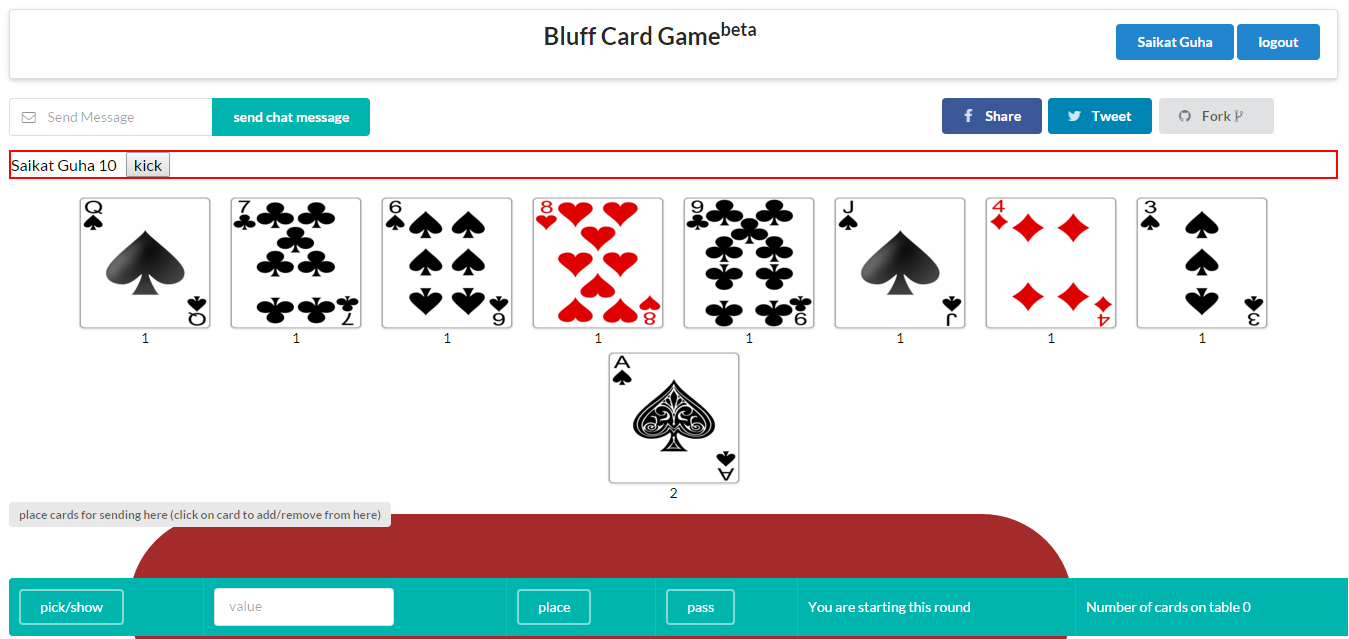 Bluff Card Game beta
Saikat Guha
logout
Send Message
send chat message
Share
Tweet
Fork
Saikat Guha 10 kick
Q 7 6 8 9 J 4 3
Q 7 6 8 9 J 4 3
1 1 1 1 1 1 1 1
A
A
2
place cards for sending here (click on card to add/remove from here)
pick/show
value
place
pass
You are starting this round
Number of cards on table 0